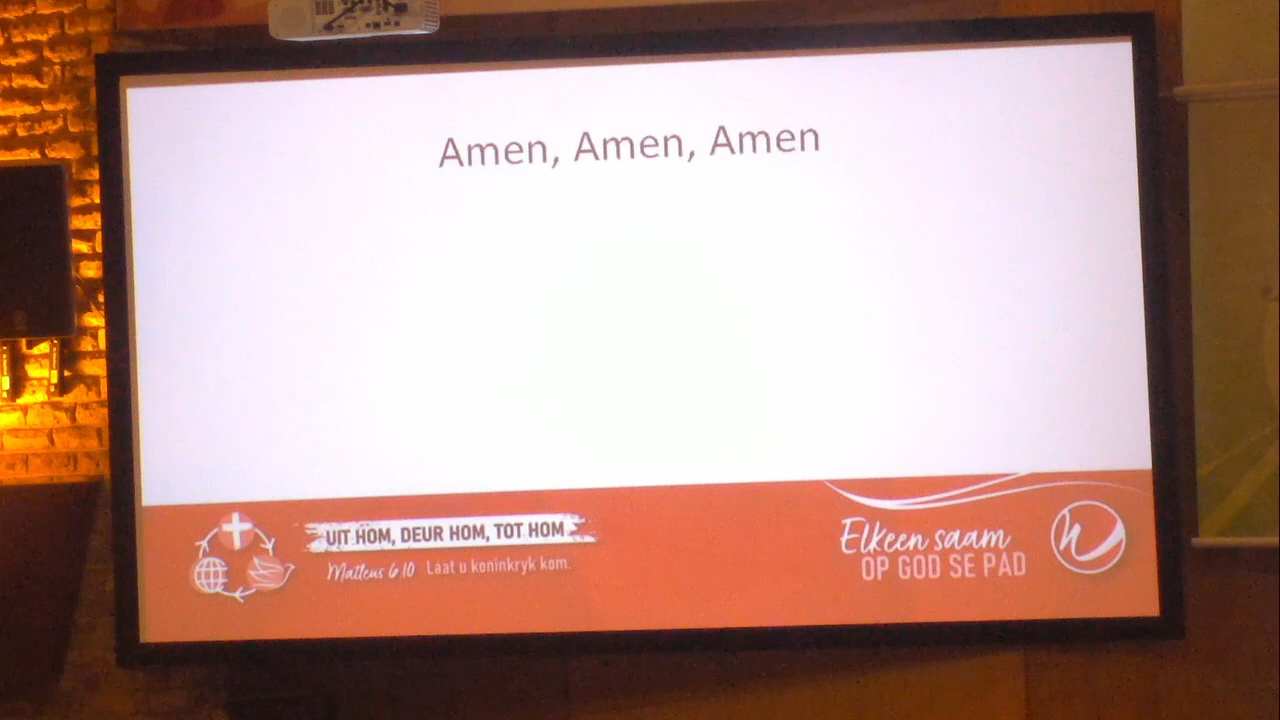 Amen, Amen, Amen
UIT HOM, DEUR HOM, TOT HOM
Matteus 6:10 Laat u koninkryk kom.
Elkeen saam
OP GOD SE PAD